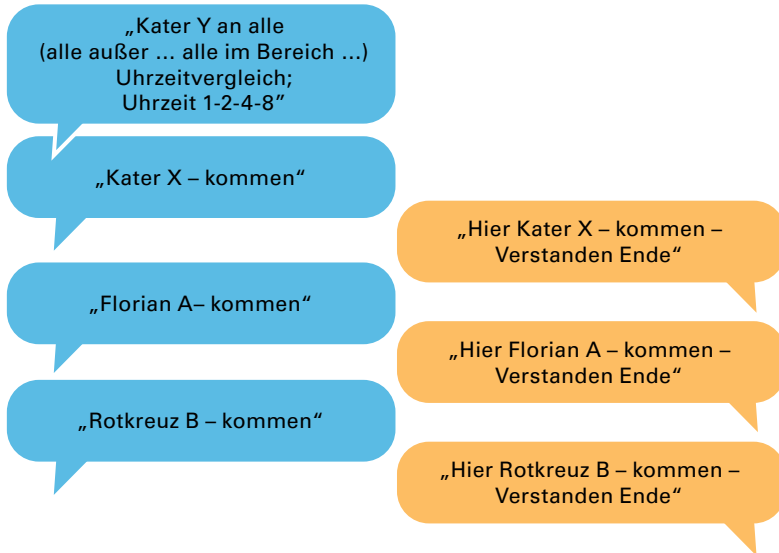 „Kater Y an alle
(alle außer … alle im Bereich …)
Uhrzeitvergleich;
Uhrzeit 1-2-4-8”
„Kater X – kommen“
„Hier Kater X – kommen –
Verstanden Ende“
„Florian A– kommen“
„Hier Florian A – kommen –
Verstanden Ende“
„Rotkreuz B – kommen“
„Hier Rotkreuz B – kommen –
Verstanden Ende“